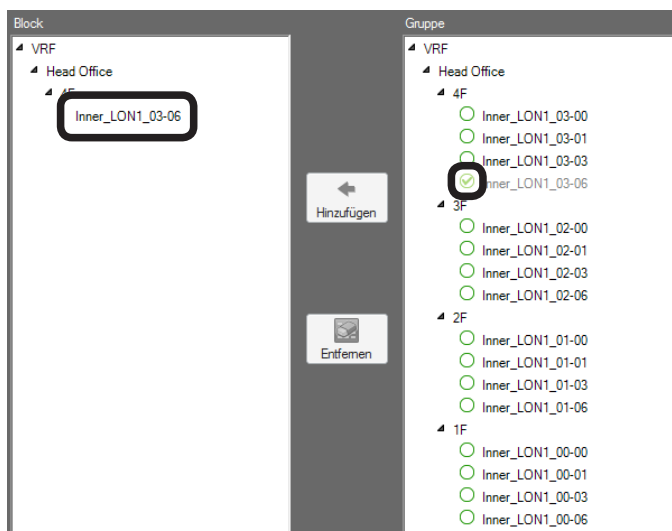 Block
VRF
Head Office
4F
Inner_LON1_03-06
Hinzufügen
Entfernen
Gruppe
VRF
Head Office
4F
Inner_LON1_03-00
Inner_LON1_03-01
Inner_LON1_03-03
Inner_LON1_03-06
3F
Inner_LON1_02-00
Inner_LON1_02-01
Inner_LON1_02-03
Inner_LON1_02-06
2F
Inner_LON1_01-00
Inner_LON1_01-01
Inner_LON1_01-03
Inner_LON1_01-06
1F
Inner_LON1_00-00
Inner_LON1_00-01
Inner_LON1_00-03
Inner_LON1_00-06